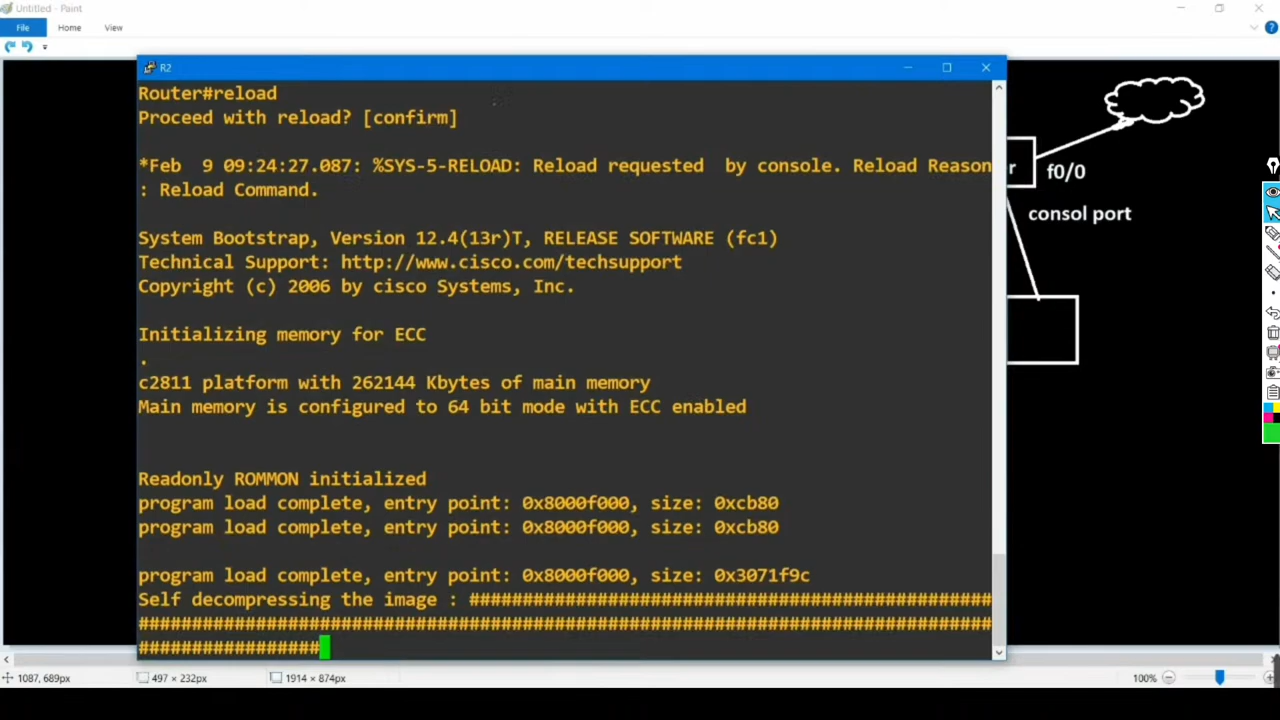 Untitled - Paint
File Home View
R2
Router#reload
Proceed with reload? [confirm]
*Feb  9 09:24:27.087: %SYS-5-RELOAD: Reload requested  by console. Reload Reason
: Reload Command.
System Bootstrap, Version 12.4(13r)T, RELEASE SOFTWARE (fc1)
Technical Support: http://www.cisco.com/techsupport
Copyright (c) 2006 by cisco Systems, Inc.
Initializing memory for ECC
.
c2811 platform with 262144 Kbytes of main memory
Main memory is configured to 64 bit mode with ECC enabled
Readonly ROMMON initialized
program load complete, entry point: 0x8000f000, size: 0xcb80
program load complete, entry point: 0x8000f000, size: 0xcb80
program load complete, entry point: 0x8000f000, size: 0x3071f9c
Self decompressing the image : #################################################
################################################################################
#################
r
f0/0
consol port
1087, 689px
497 × 232px
1914 × 874px
100%